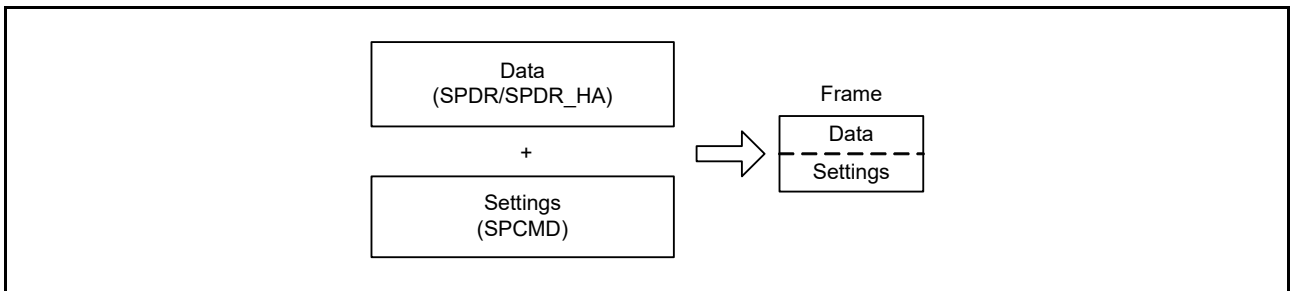 Data
(SPDR/SPDR_HA)
+
Settings
(SPCMD)
Frame
Data
Settings